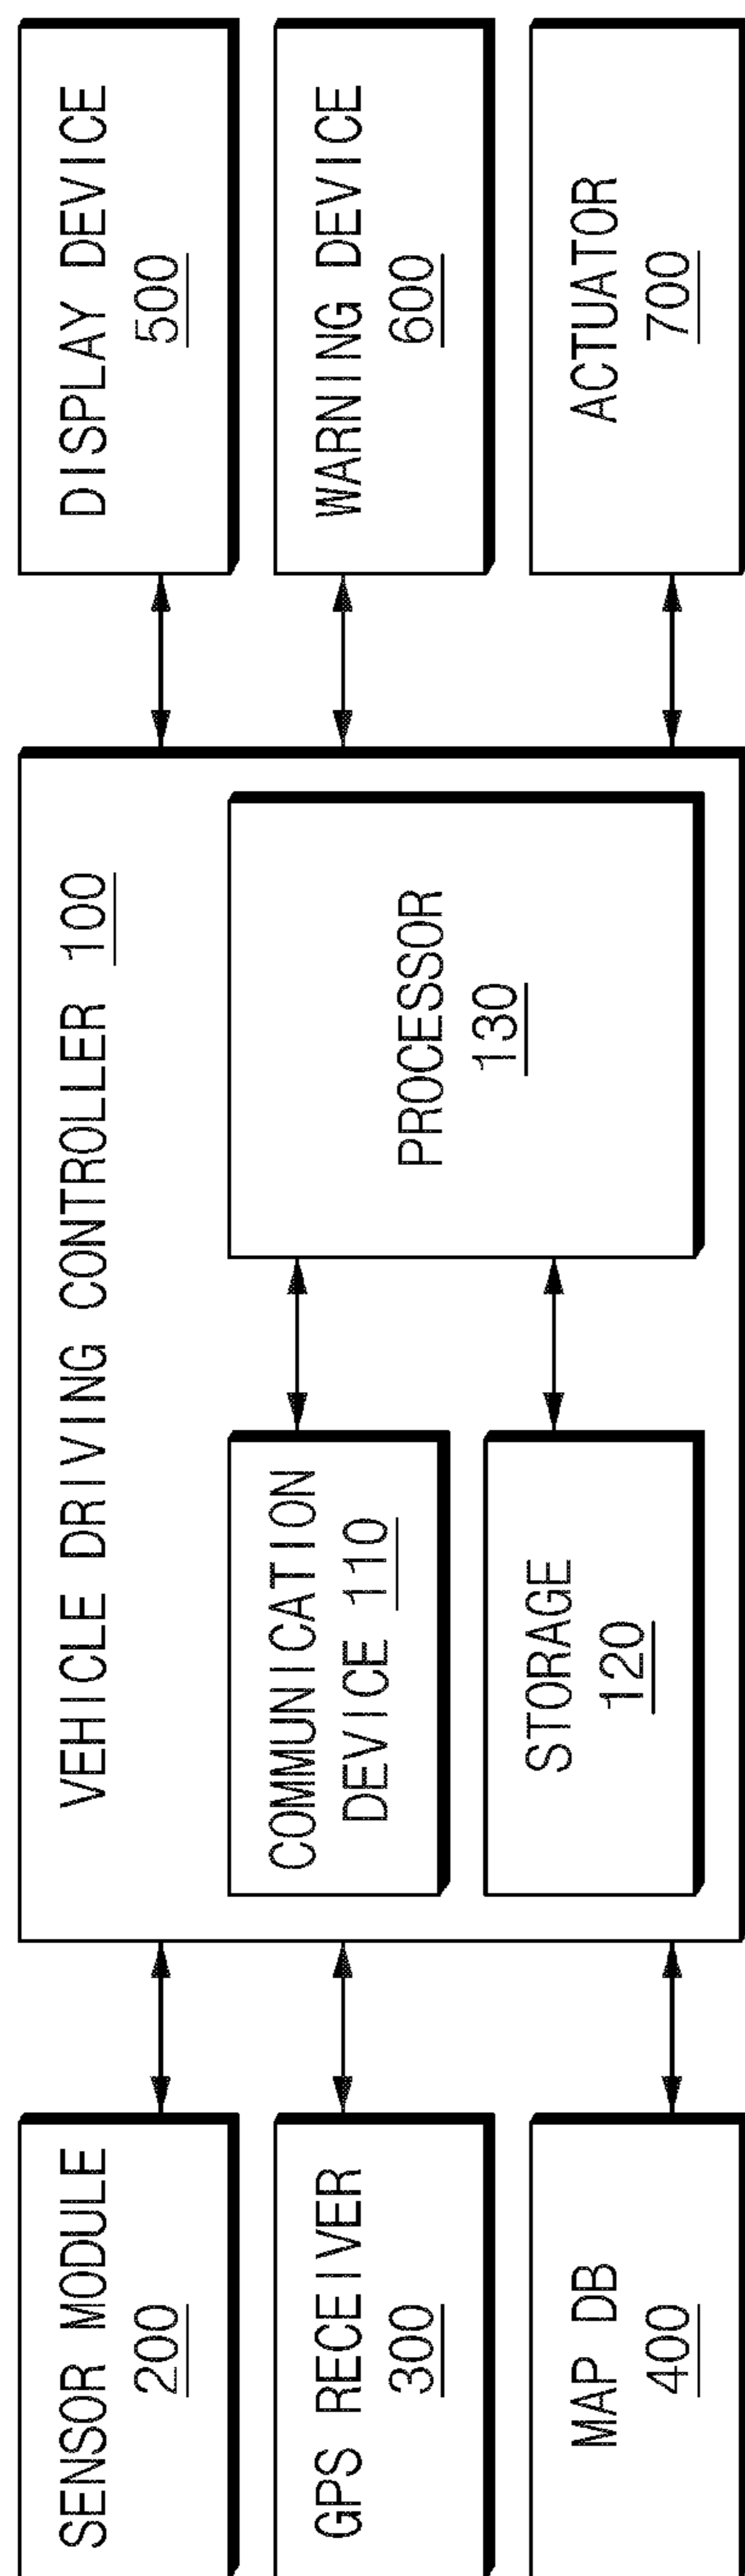 SENSOR MODULE
200
GPS RECEIVER
300
MAP DB
400
VEHICLE DRIVING CONTROLLER 100
COMMUNICATION
DEVICE 110
STORAGE
120
PROCESSOR
130
DISPLAY DEVICE
500
WARNING DEVICE
600
ACTUATOR
700